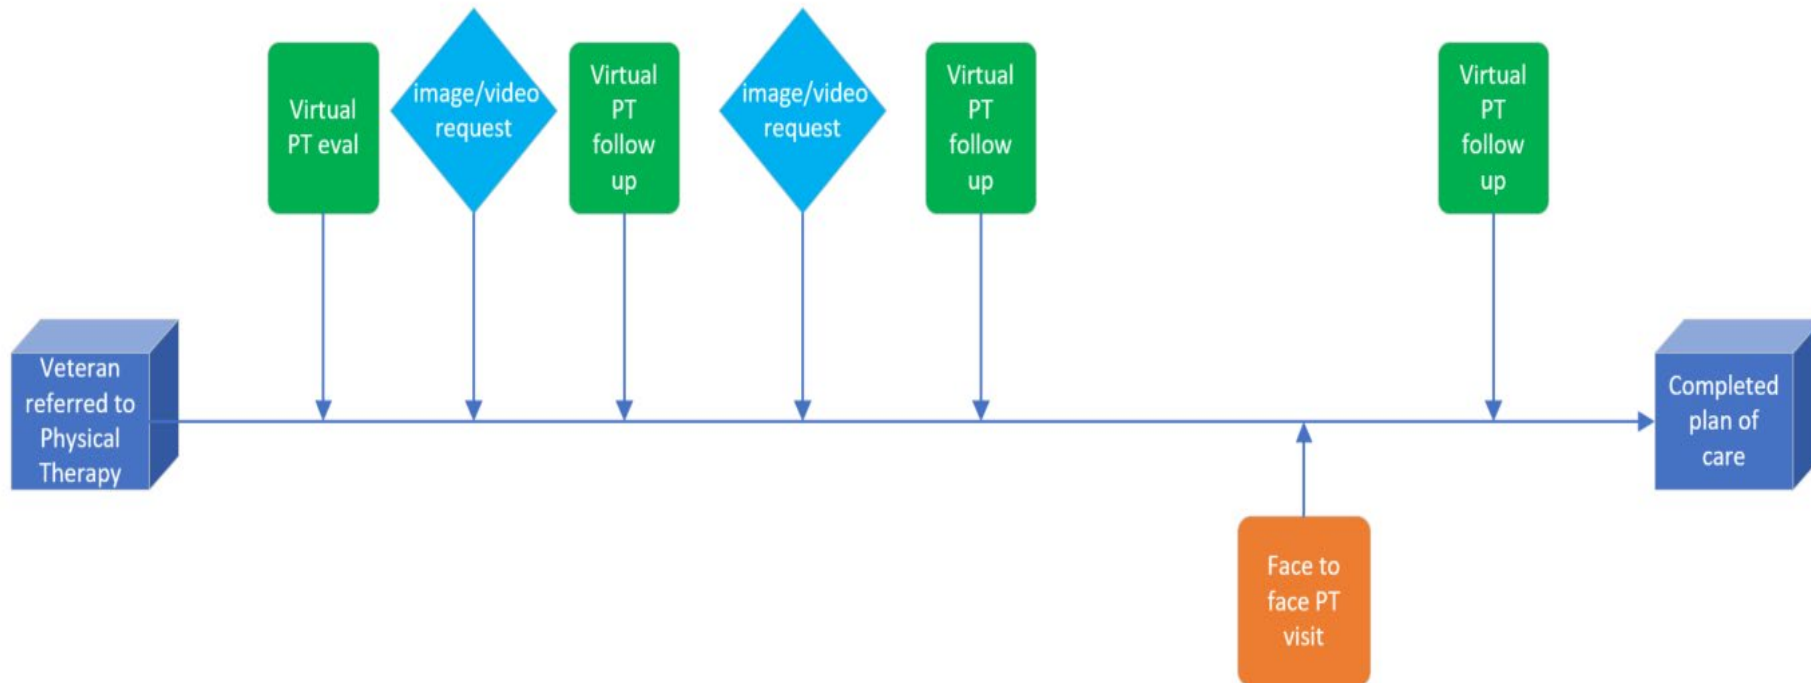 Virtual
PT eval
image/video
request
Virtual
PT
follow
up
image/video
request
Virtual
PT
follow
up
Virtual
PT
follow
up
Veteran
referred to
Physical
Therapy
Completed
plan of
care
Face to
face PT
visit